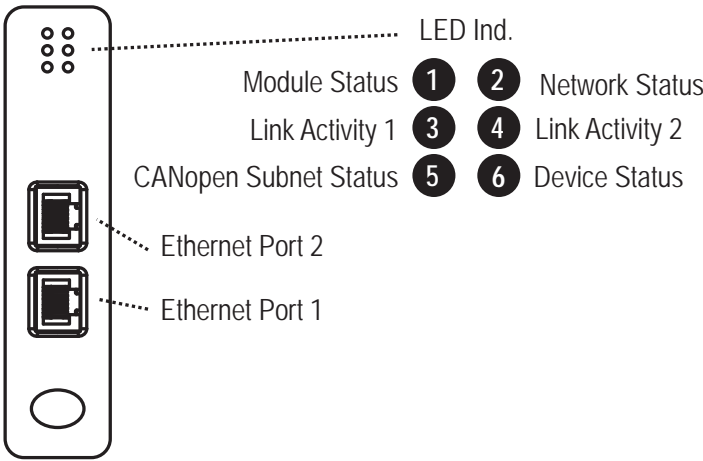 LED Ind.
Module Status 1 2 Network Status
Link Activity 1 3 4 Link Activity 2
CANopen Subnet Status 5 6 Device Status
Ethernet Port 2
Ethernet Port 1